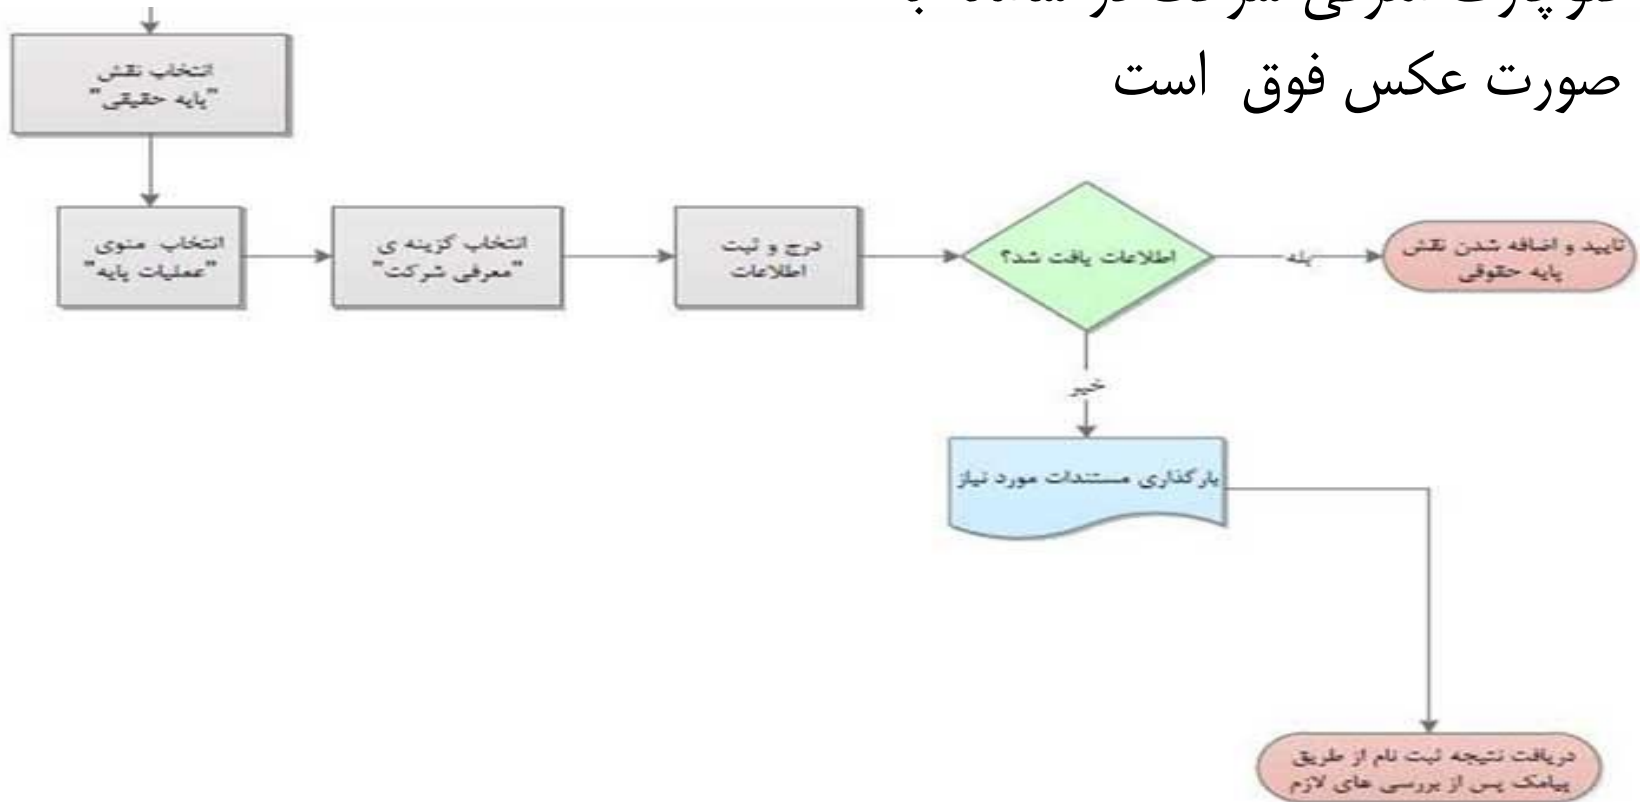 صورت عکس فوق است
انتخاب نقش
"پایه حقیقی"
انتخاب منوی
"عملیات پایه"
انتخاب گزینه ی
"معرفی شرکت"
درج و ثبت
اطلاعات
اطلاعات یافت شد؟
بله
تایید و اضافه شدن نقش
پایه حقوقی
خیر
بارگذاری مستندات مورد نیاز
دریافت نتیجه ثبت نام از طریق
پیامک پس از بررسی های لازم